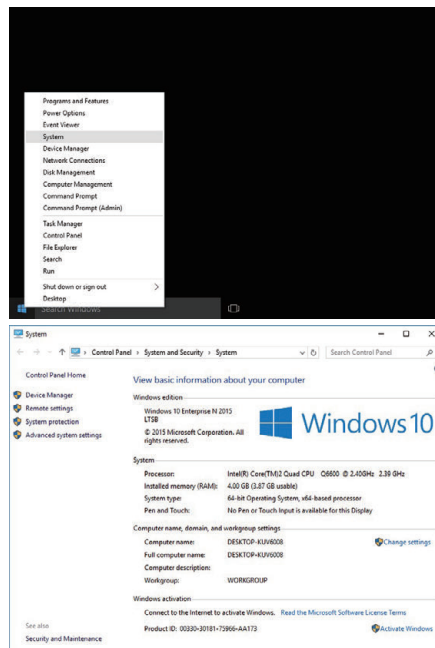 Programs and Features
Power Options
Event Viewer
System
Device Manager
Network Connections
Disk Management
Computer Management
Command Prompt
Command Prompt (Admin)
Task Manager
Control Panel
File Explorer
Search
Run
Shut down or sign out
Desktop
Search Windows
System
Control Panel > System and Security > System
Search Control Panel
Control Panel Home
Device Manager
Remote settings
System protection
Advanced system settings
View basic information about your computer
Windows edition
Windows 10 Enterprise N 2015
LTSB
© 2015 Microsoft Corporation. All
rights reserved.
Windows 10
System
Processor: Intel(R) Core(TM)2 Quad CPU Q6600 @ 2.40GHz 2.39 GHz
Installed memory (RAM): 4.00 GB (3.87 GB usable)
System type: 64-bit Operating System, x64-based processor
Pen and Touch: No Pen or Touch Input is available for this Display
Computer name, domain, and workgroup settings
Computer name: DESKTOP-KUV6008
Change settings
Full computer name: DESKTOP-KUV6008
Computer description:
Workgroup: WORKGROUP
Windows activation
Connect to the Internet to activate Windows. Read the Microsoft Software License Terms
Product ID: 00330-30181-75966-AA173
Activate Windows
See also
Security and Maintenance